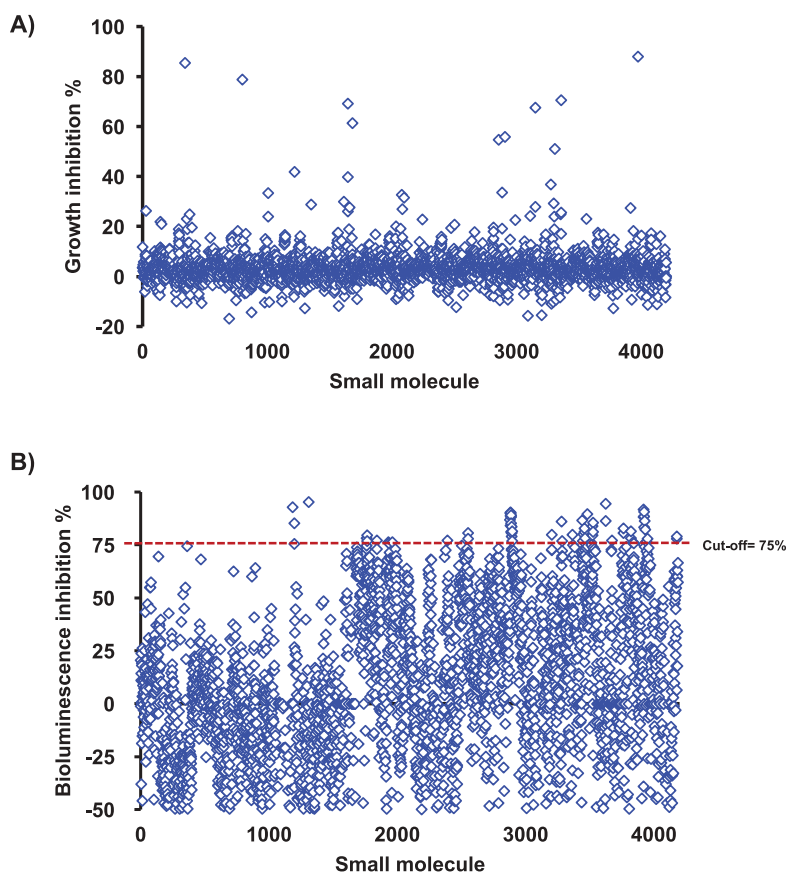 A)
Growth inhibition %
100
80
60
40
20
0
-20
0 1000 2000 3000 4000
Small molecule
B)
Bioluminescence inhibition %
100
75
50
25
0
-25
-50
Cut-off= 75%
0 1000 2000 3000 4000
Small molecule